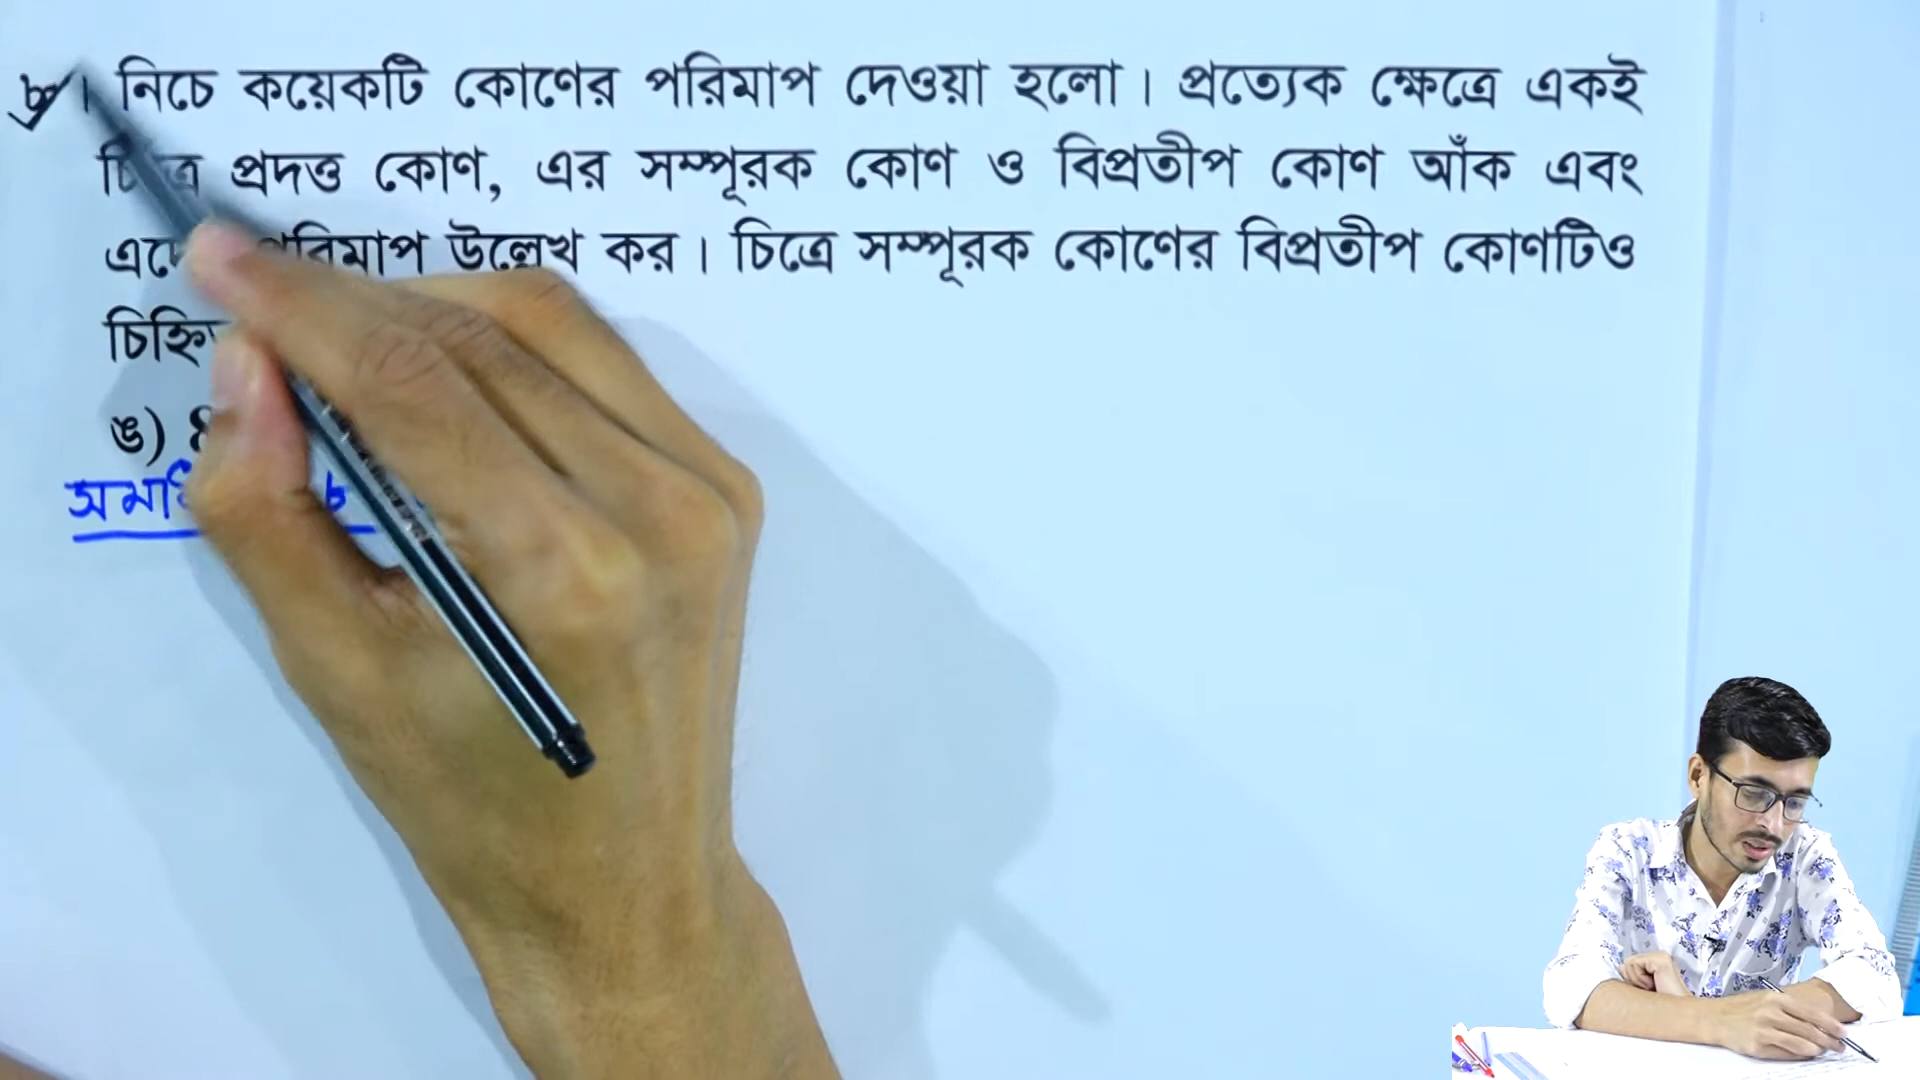 ৮। নিচে কয়েকটি কোণের পরিমাপ দেওয়া হলো। প্রত্যেক ক্ষেত্রে একই
প্রদত্ত কোণ, এর সম্পূরক কোণ ও বিপ্রতীপ কোণ আঁক এবং
পরিমাপ উল্লেখ কর। চিত্রে সম্পূরক কোণের বিপ্রতীপ কোণটিও
ঙ)